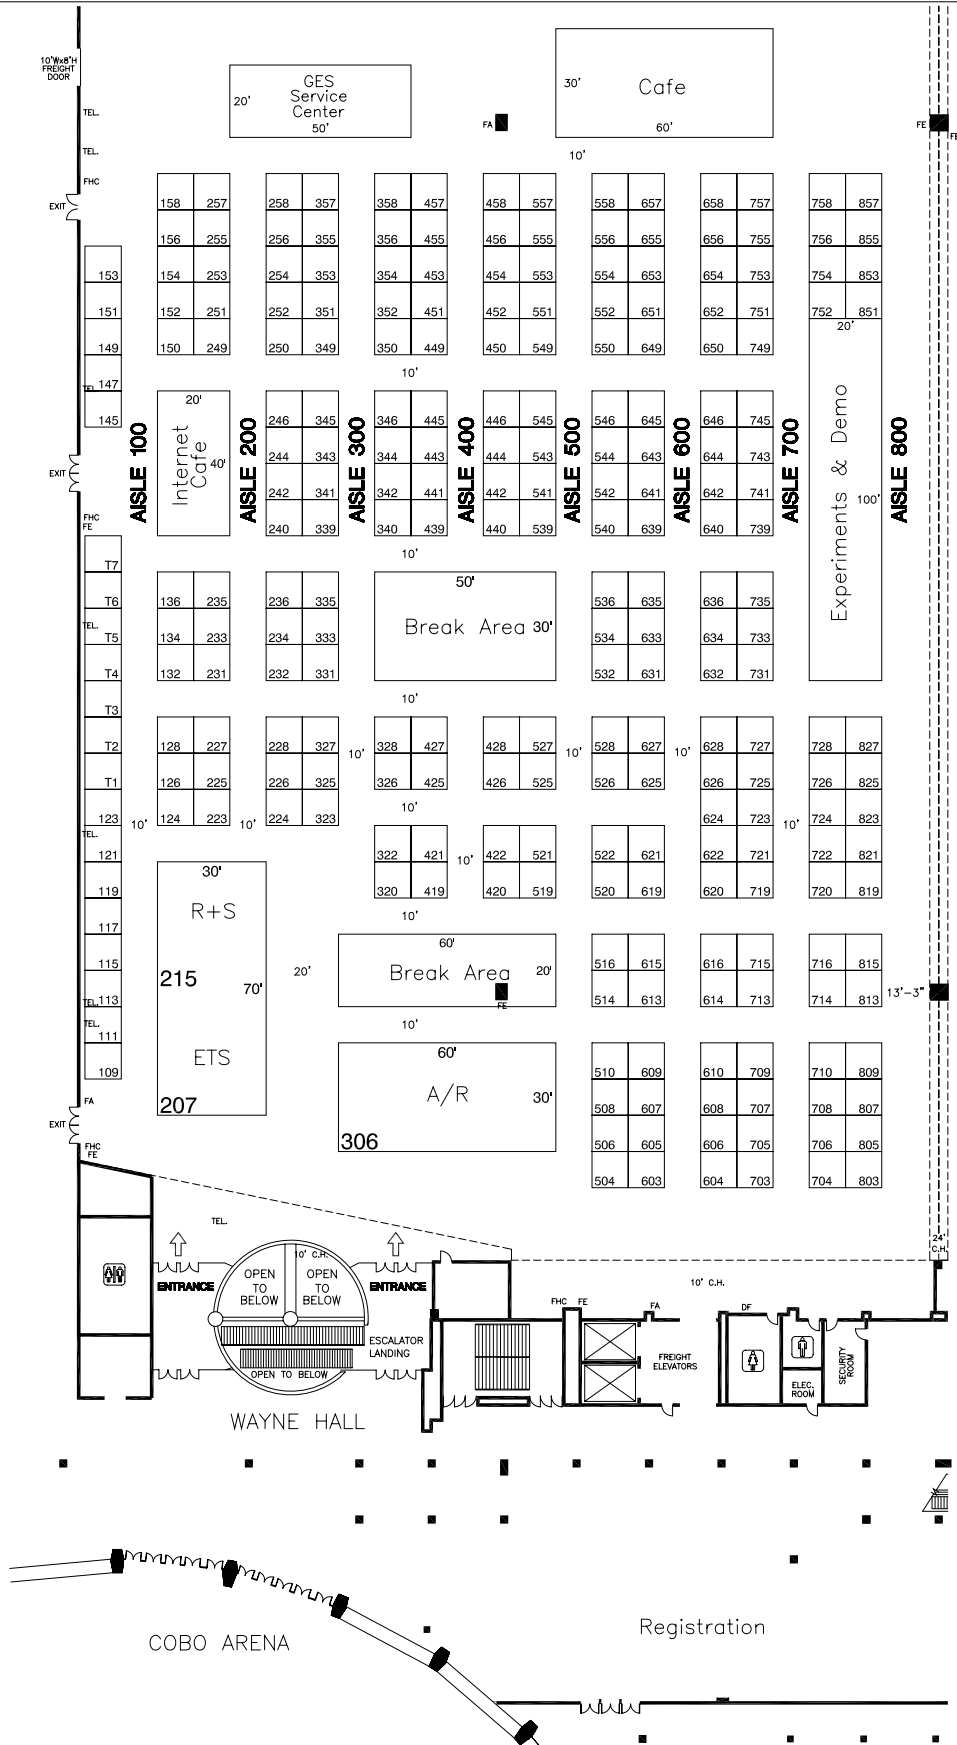 10'Wx8'H
FREIGHT
DOOR
TEL.
TEL.
FHC
EXIT
GES
Service
Center
20'
50'
FA
30'
Cafe
60'
10'
FE
FE
158 257 258 357 358 457 458 557 558 657 658 757 758 857
156 255 256 355 356 455 456 555 556 655 656 755 756 855
153 154 253 254 353 354 453 454 553 554 653 654 753 754 853
151 152 251 252 351 352 451 452 551 552 651 652 751 752 851
20'
149 150 249 250 349 350 449 450 549 550 649 650 749
10'
TEL 147
145
20'
Internet
Cafe
40'
246 345 346 445 446 545 546 645 646 745
244 343 344 443 444 543 544 643 644 743
242 341 342 441 442 541 542 641 642 741
240 339 340 439 440 539 540 639 640 739
AISLE 100
AISLE 200
AISLE 300
AISLE 400
AISLE 500
AISLE 600
AISLE 700
AISLE 800
Experiments & Demo
100'
EXIT
FHC
FE
10'
T7
50'
Break Area
30'
T6 136 235 236 335 536 635 636 735
TEL.
T5 134 233 234 333 534 633 634 733
T4 132 231 232 331 532 631 632 731
10'
T3
T2 128 227 228 327 10' 328 427 428 527 10' 528 627 10' 628 727 728 827
T1 126 225 226 325 326 425 426 525 526 625 626 725 726 825
10'
123 10' 124 223 10' 224 323 624 723 10' 724 823
TEL.
121 322 421 10' 422 521 522 621 622 721 722 821
119 320 419 420 519 520 619 620 719 720 819
30'
R+S
215
70'
ETS
207
10'
117
60'
Break Area
20'
20'
FE
115 516 615 616 715 716 815
TEL. 113 514 613 614 713 714 813
13'-3"
TEL.
111
10'
109
60'
A/R
30'
306
510 609 610 709 710 809
508 607 608 707 708 807
506 605 606 705 706 805
504 603 604 703 704 803
FA
EXIT
FHC
FE
TEL.
24'
C.H.
10' C.H.
10' C.H.
ENTRANCE
OPEN
TO
BELOW
OPEN
TO
BELOW
ENTRANCE
ESCALATOR
LANDING
OPEN TO BELOW
FHC FE
FA
DF
FREIGHT
ELEVATORS
ELEC.
ROOM
SECURITY
ROOM
WAYNE HALL
COBO ARENA
Registration